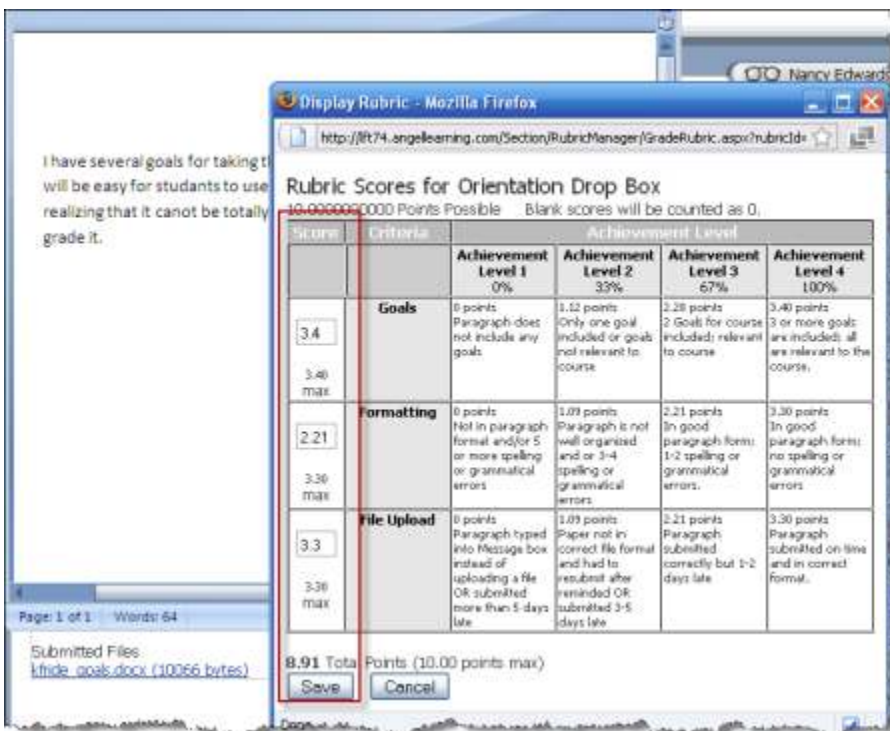 Nancy Edwards
Display Rubric - Mozilla Firefox
http://lft74.angellearning.com/Section/RubricManager/GradeRubric.aspx?rubricId=
I have several goals for taking t
will be easy for studants to use
realizing that it canot be totally
grade it.
Rubric Scores for Orientation Drop Box
10.0000000000 Points Possible Blank scores will be counted as 0.
Score Criteria Achievement Level
Achievement Level 1 0%
Achievement Level 2 33%
Achievement Level 3 67%
Achievement Level 4 100%
3.4
3.40 max
Goals
0 points
Paragraph does
not include any
goals
1.12 points
Only one goal
included or goals
not relevant to
course
2.28 points
2 Goals for course
included; relevant
to course
3.40 points
3 or more goals
are included; all
are relevant to the
course.
2.21
3.30 max
Formatting
0 points
Not in paragraph
format and/or 5
or more spelling
or grammatical
errors
1.09 points
Paragraph is not
well organized
and or 3-4
spelling or
grammatical
errors
2.21 points
In good
paragraph form;
1-2 spelling or
grammatical
errors.
3.30 points
In good
paragraph form;
no spelling or
grammatical
errors
3.3
3.30 max
File Upload
0 points
Paragraph typed
into Message box
instead of
uploading a file
OR submitted
more than 5 days
late
1.09 points
Paper not in
correct file format
and had to
resubmit after
reminded OR
submitted 3-5
days late
2.21 points
Paragraph
submitted
correctly but 1-2
days late
3.30 points
Paragraph
submitted on time
and in correct
format.
Page: 1 of 1 Words: 64
Submitted Files
kfride_goals.docx (10066 bytes)
8.91 Total Points (10.00 points max)
Save Cancel